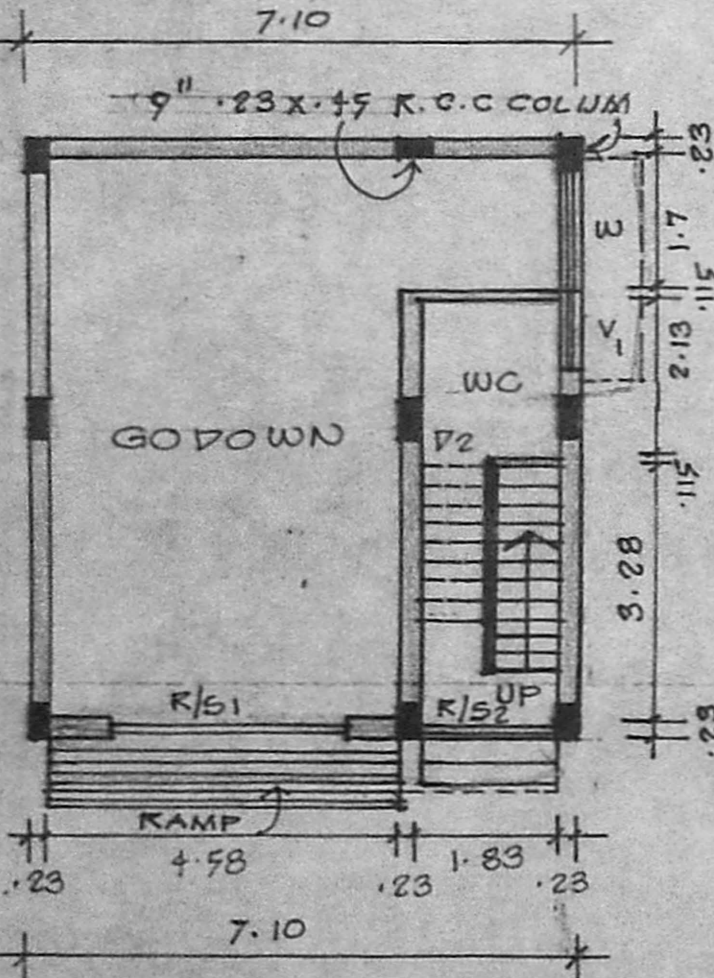 7.10
9" .23 X .45 R.C.C COLUM
.23
W
1.7
.115
V
2.13
WC
GODOWN
D2
.115
3.28
R/S1
UP
R/S2
.23
RAMP
4.58
1.83
.23
.23
.23
7.10